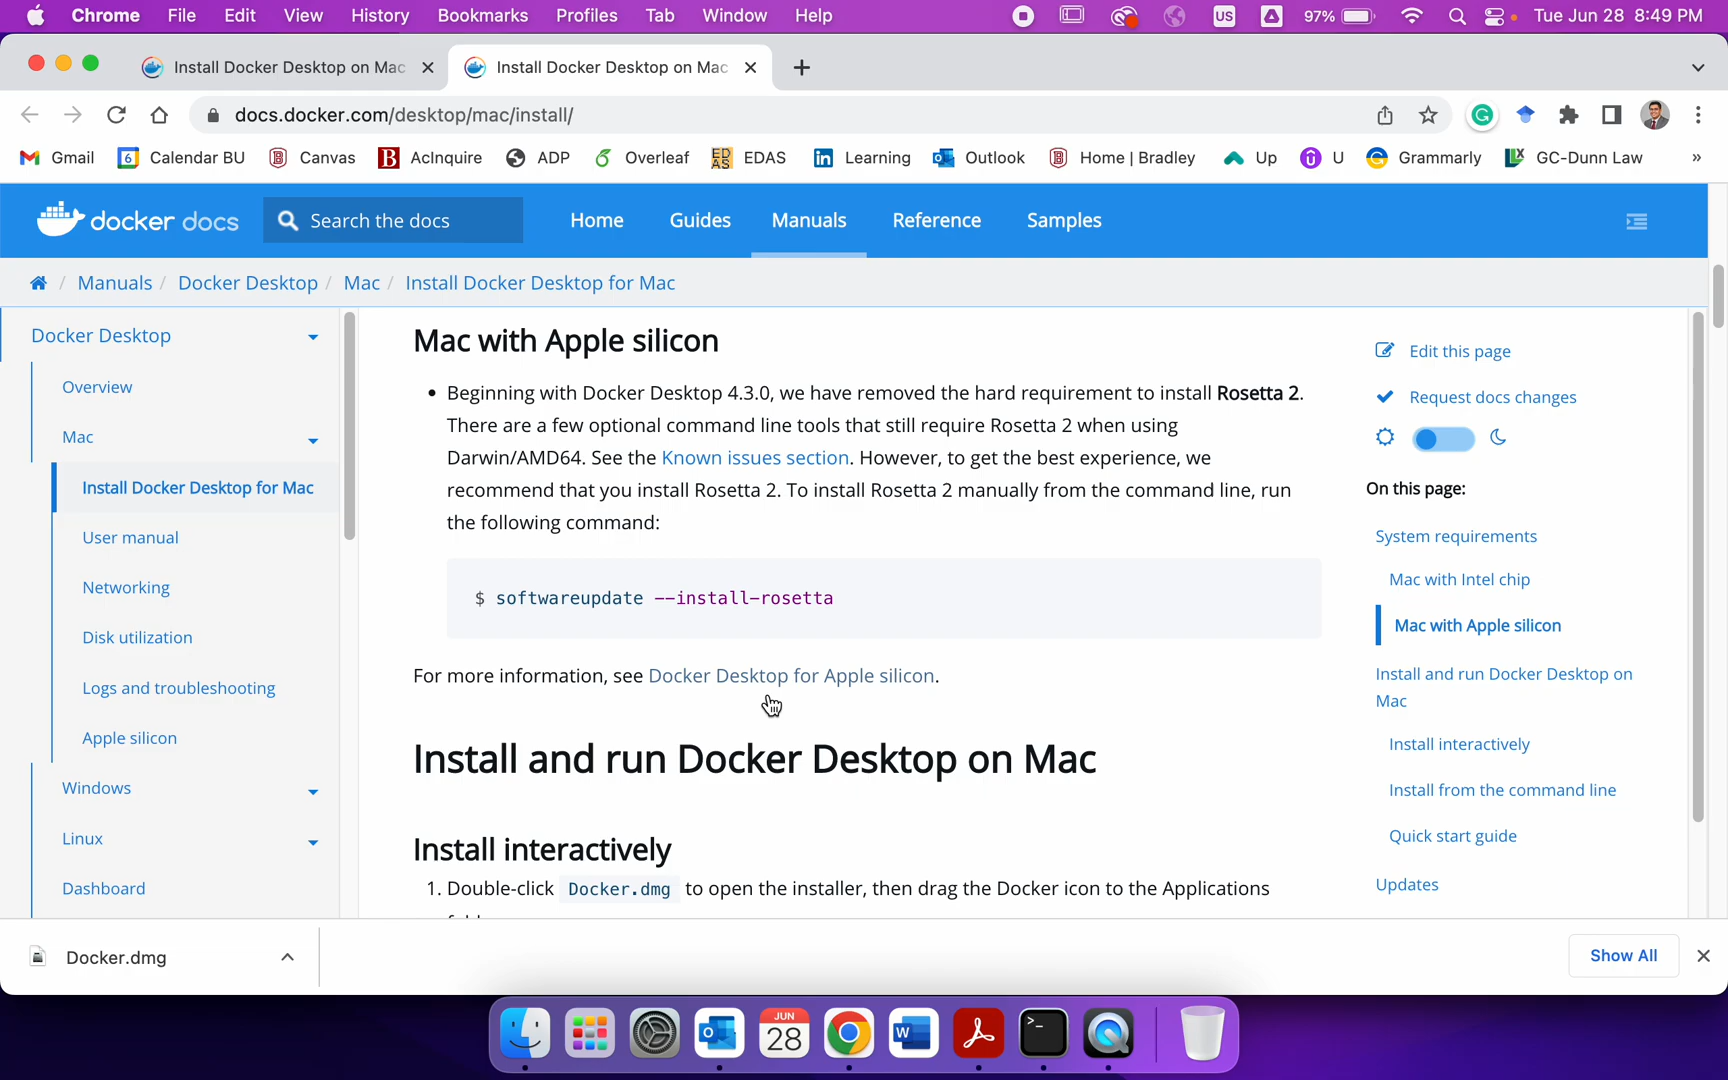 Chrome File Edit View History Bookmarks Profiles Tab Window Help US 97% Tue Jun 28 8:49 PM
Install Docker Desktop on Mac Install Docker Desktop on Mac
docs.docker.com/desktop/mac/install/
Gmail 6 Calendar BU Canvas B AcInquire ADP Overleaf EDAS Learning Outlook Home | Bradley Up U Grammarly GC-Dunn Law »
docker docs Search the docs Home Guides Manuals Reference Samples
/ Manuals / Docker Desktop / Mac / Install Docker Desktop for Mac
Docker Desktop
Overview
Mac
Install Docker Desktop for Mac
User manual
Networking
Disk utilization
Logs and troubleshooting
Apple silicon
Windows
Linux
Dashboard
Mac with Apple silicon
• Beginning with Docker Desktop 4.3.0, we have removed the hard requirement to install Rosetta 2.
There are a few optional command line tools that still require Rosetta 2 when using
Darwin/AMD64. See the Known issues section. However, to get the best experience, we
recommend that you install Rosetta 2. To install Rosetta 2 manually from the command line, run
the following command:
$ softwareupdate --install-rosetta
For more information, see Docker Desktop for Apple silicon.
Install and run Docker Desktop on Mac
Install interactively
1. Double-click Docker.dmg to open the installer, then drag the Docker icon to the Applications
Edit this page
Request docs changes
On this page:
System requirements
Mac with Intel chip
Mac with Apple silicon
Install and run Docker Desktop on
Mac
Install interactively
Install from the command line
Quick start guide
Updates
Docker.dmg Show All
JUN
28